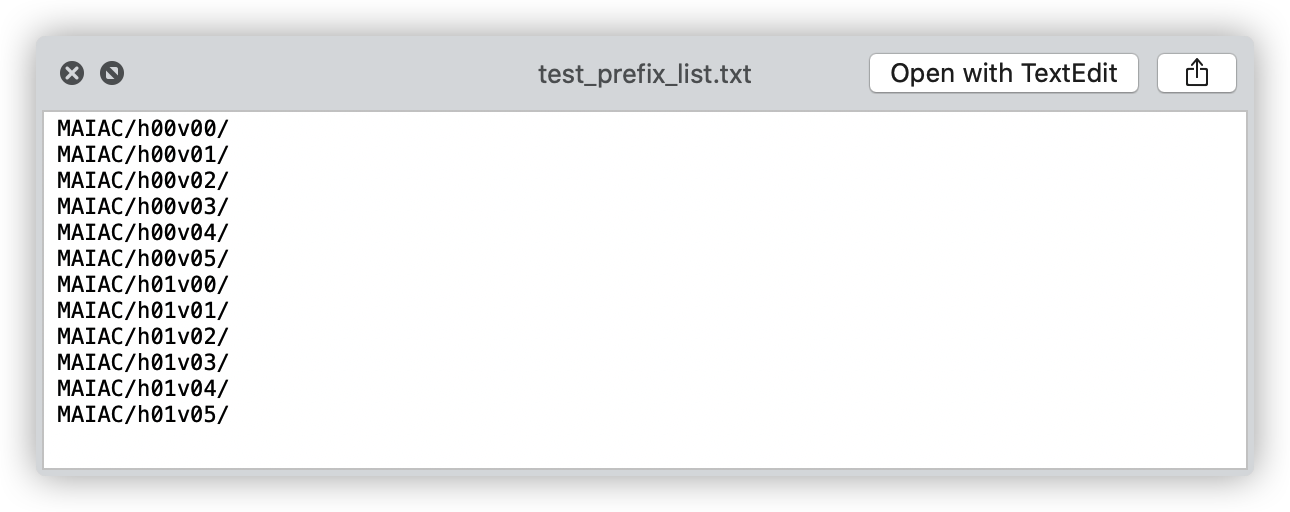 test_prefix_list.txt
Open with TextEdit
MAIAC/h00v00/
MAIAC/h00v01/
MAIAC/h00v02/
MAIAC/h00v03/
MAIAC/h00v04/
MAIAC/h00v05/
MAIAC/h01v00/
MAIAC/h01v01/
MAIAC/h01v02/
MAIAC/h01v03/
MAIAC/h01v04/
MAIAC/h01v05/